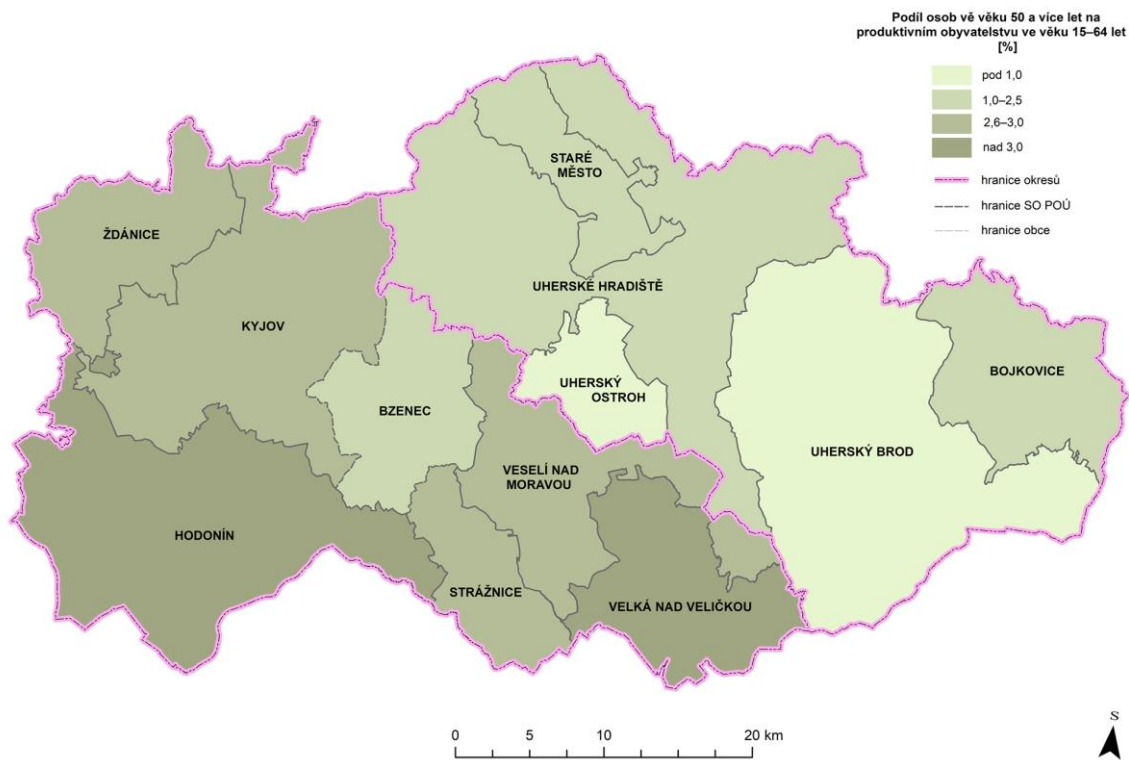 Podíl osob vě věku 50 a více let na
produktivním obyvatelstvu ve věku 15–64 let
[%]
pod 1,0
1,0–2,5
2,6–3,0
nad 3,0
hranice okresů
hranice SO POÚ
hranice obce
STARÉ
MĚSTO
ŽDÁNICE
UHERSKÉ HRADIŠTĚ
KYJOV
BOJKOVICE
UHERSKÝ
OSTROH
BZENEC
UHERSKÝ BROD
VESELÍ NAD
MORAVOU
HODONÍN
STRÁŽNICE
VELKÁ NAD VELIČKOU
0 5 10 20 km
S